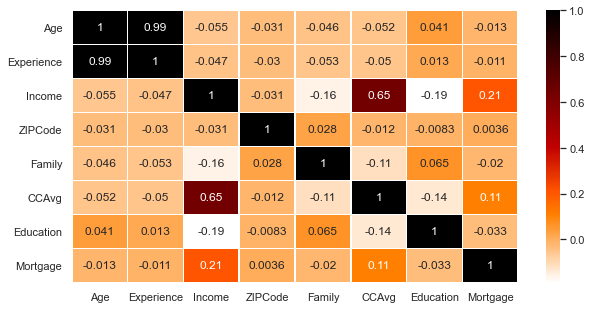 Age 1 0.99 -0.055 -0.031 -0.046 -0.052 0.041 -0.013
Experience 0.99 1 -0.047 -0.03 -0.053 -0.05 0.013 -0.011
Income -0.055 -0.047 1 -0.031 -0.16 0.65 -0.19 0.21
ZIPCode -0.031 -0.03 -0.031 1 0.028 -0.012 -0.0083 0.0036
Family -0.046 -0.053 -0.16 0.028 1 -0.11 0.065 -0.02
CCAvg -0.052 -0.05 0.65 -0.012 -0.11 1 -0.14 0.11
Education 0.041 0.013 -0.19 -0.0083 0.065 -0.14 1 -0.033
Mortgage -0.013 -0.011 0.21 0.0036 -0.02 0.11 -0.033 1
Age Experience Income ZIPCode Family CCAvg Education Mortgage
1.0
0.8
0.6
0.4
0.2
0.0